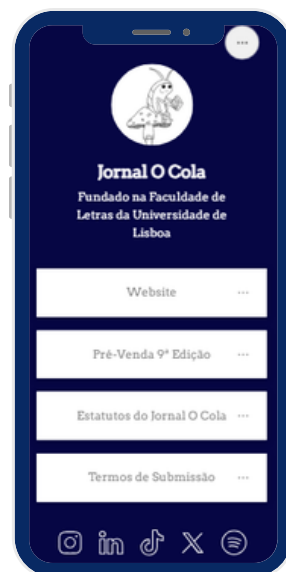 Jornal O Cola
Fundado na Faculdade de
Letras da Universidade de
Lisboa
Website
Pré-Venda 9ª Edição
Estatutos do Jornal O Cola
Termos de Submissão